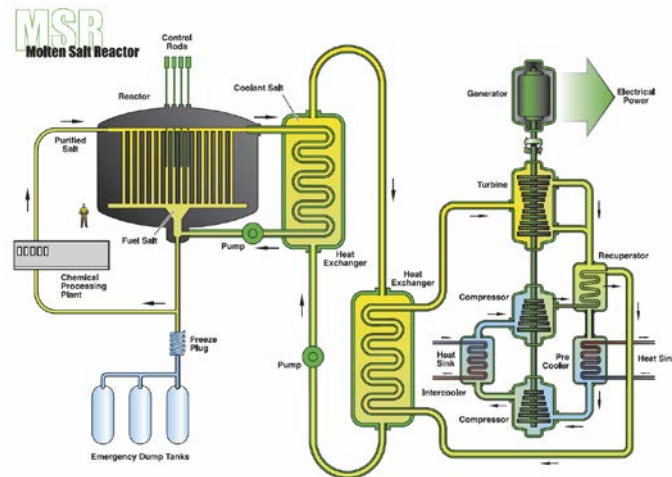 MSR
Molten Salt Reactor
Control
Rods
Reactor
Coolant Salt
Purified
Salt
Fuel Salt
Pump
Chemical
Processing
Plant
Freeze
Plug
Emergency Dump Tanks
Heat
Exchanger
Pump
Heat
Exchanger
Generator
Electrical
Power
Turbine
Recuperator
Compressor
Heat
Sink
Pre
Cooler
Heat Sin
Intercooler
Compressor